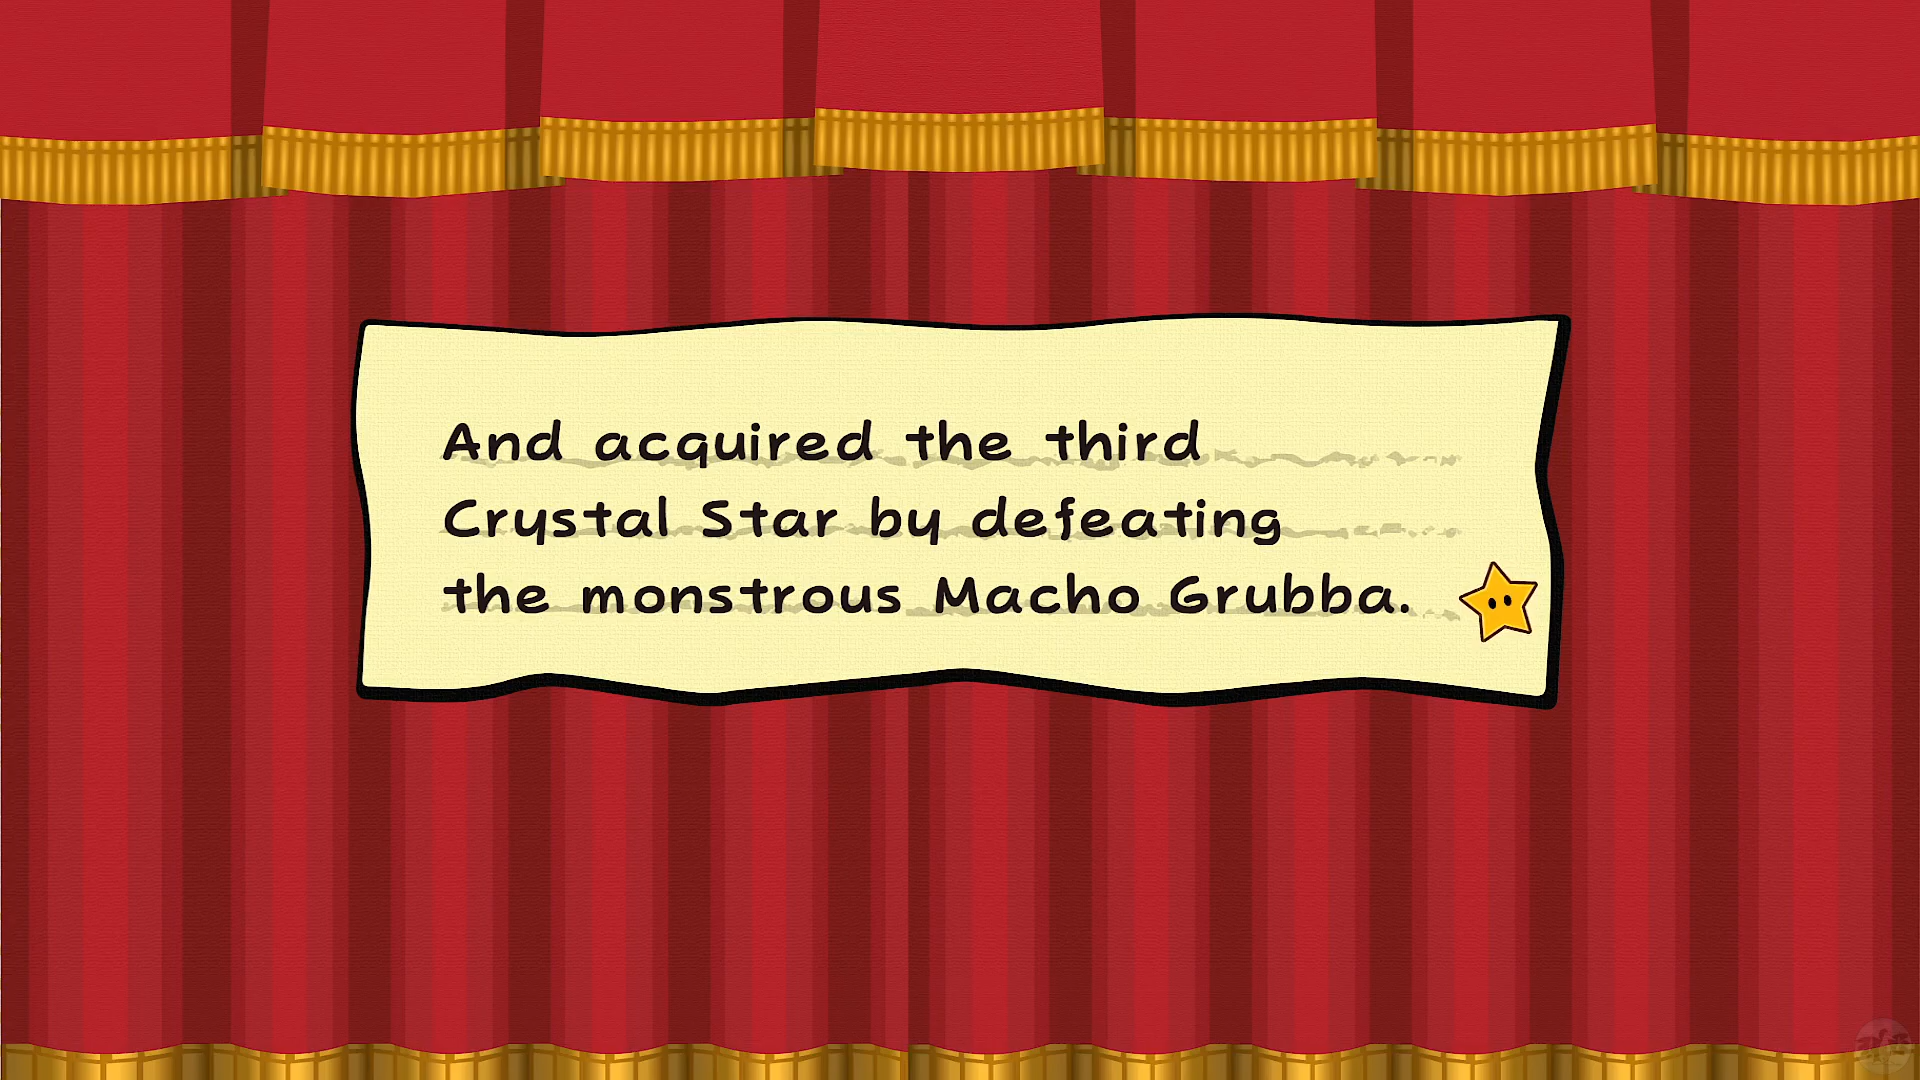 And acquired the third
Crystal Star by defeating
the monstrous Macho Grubba.